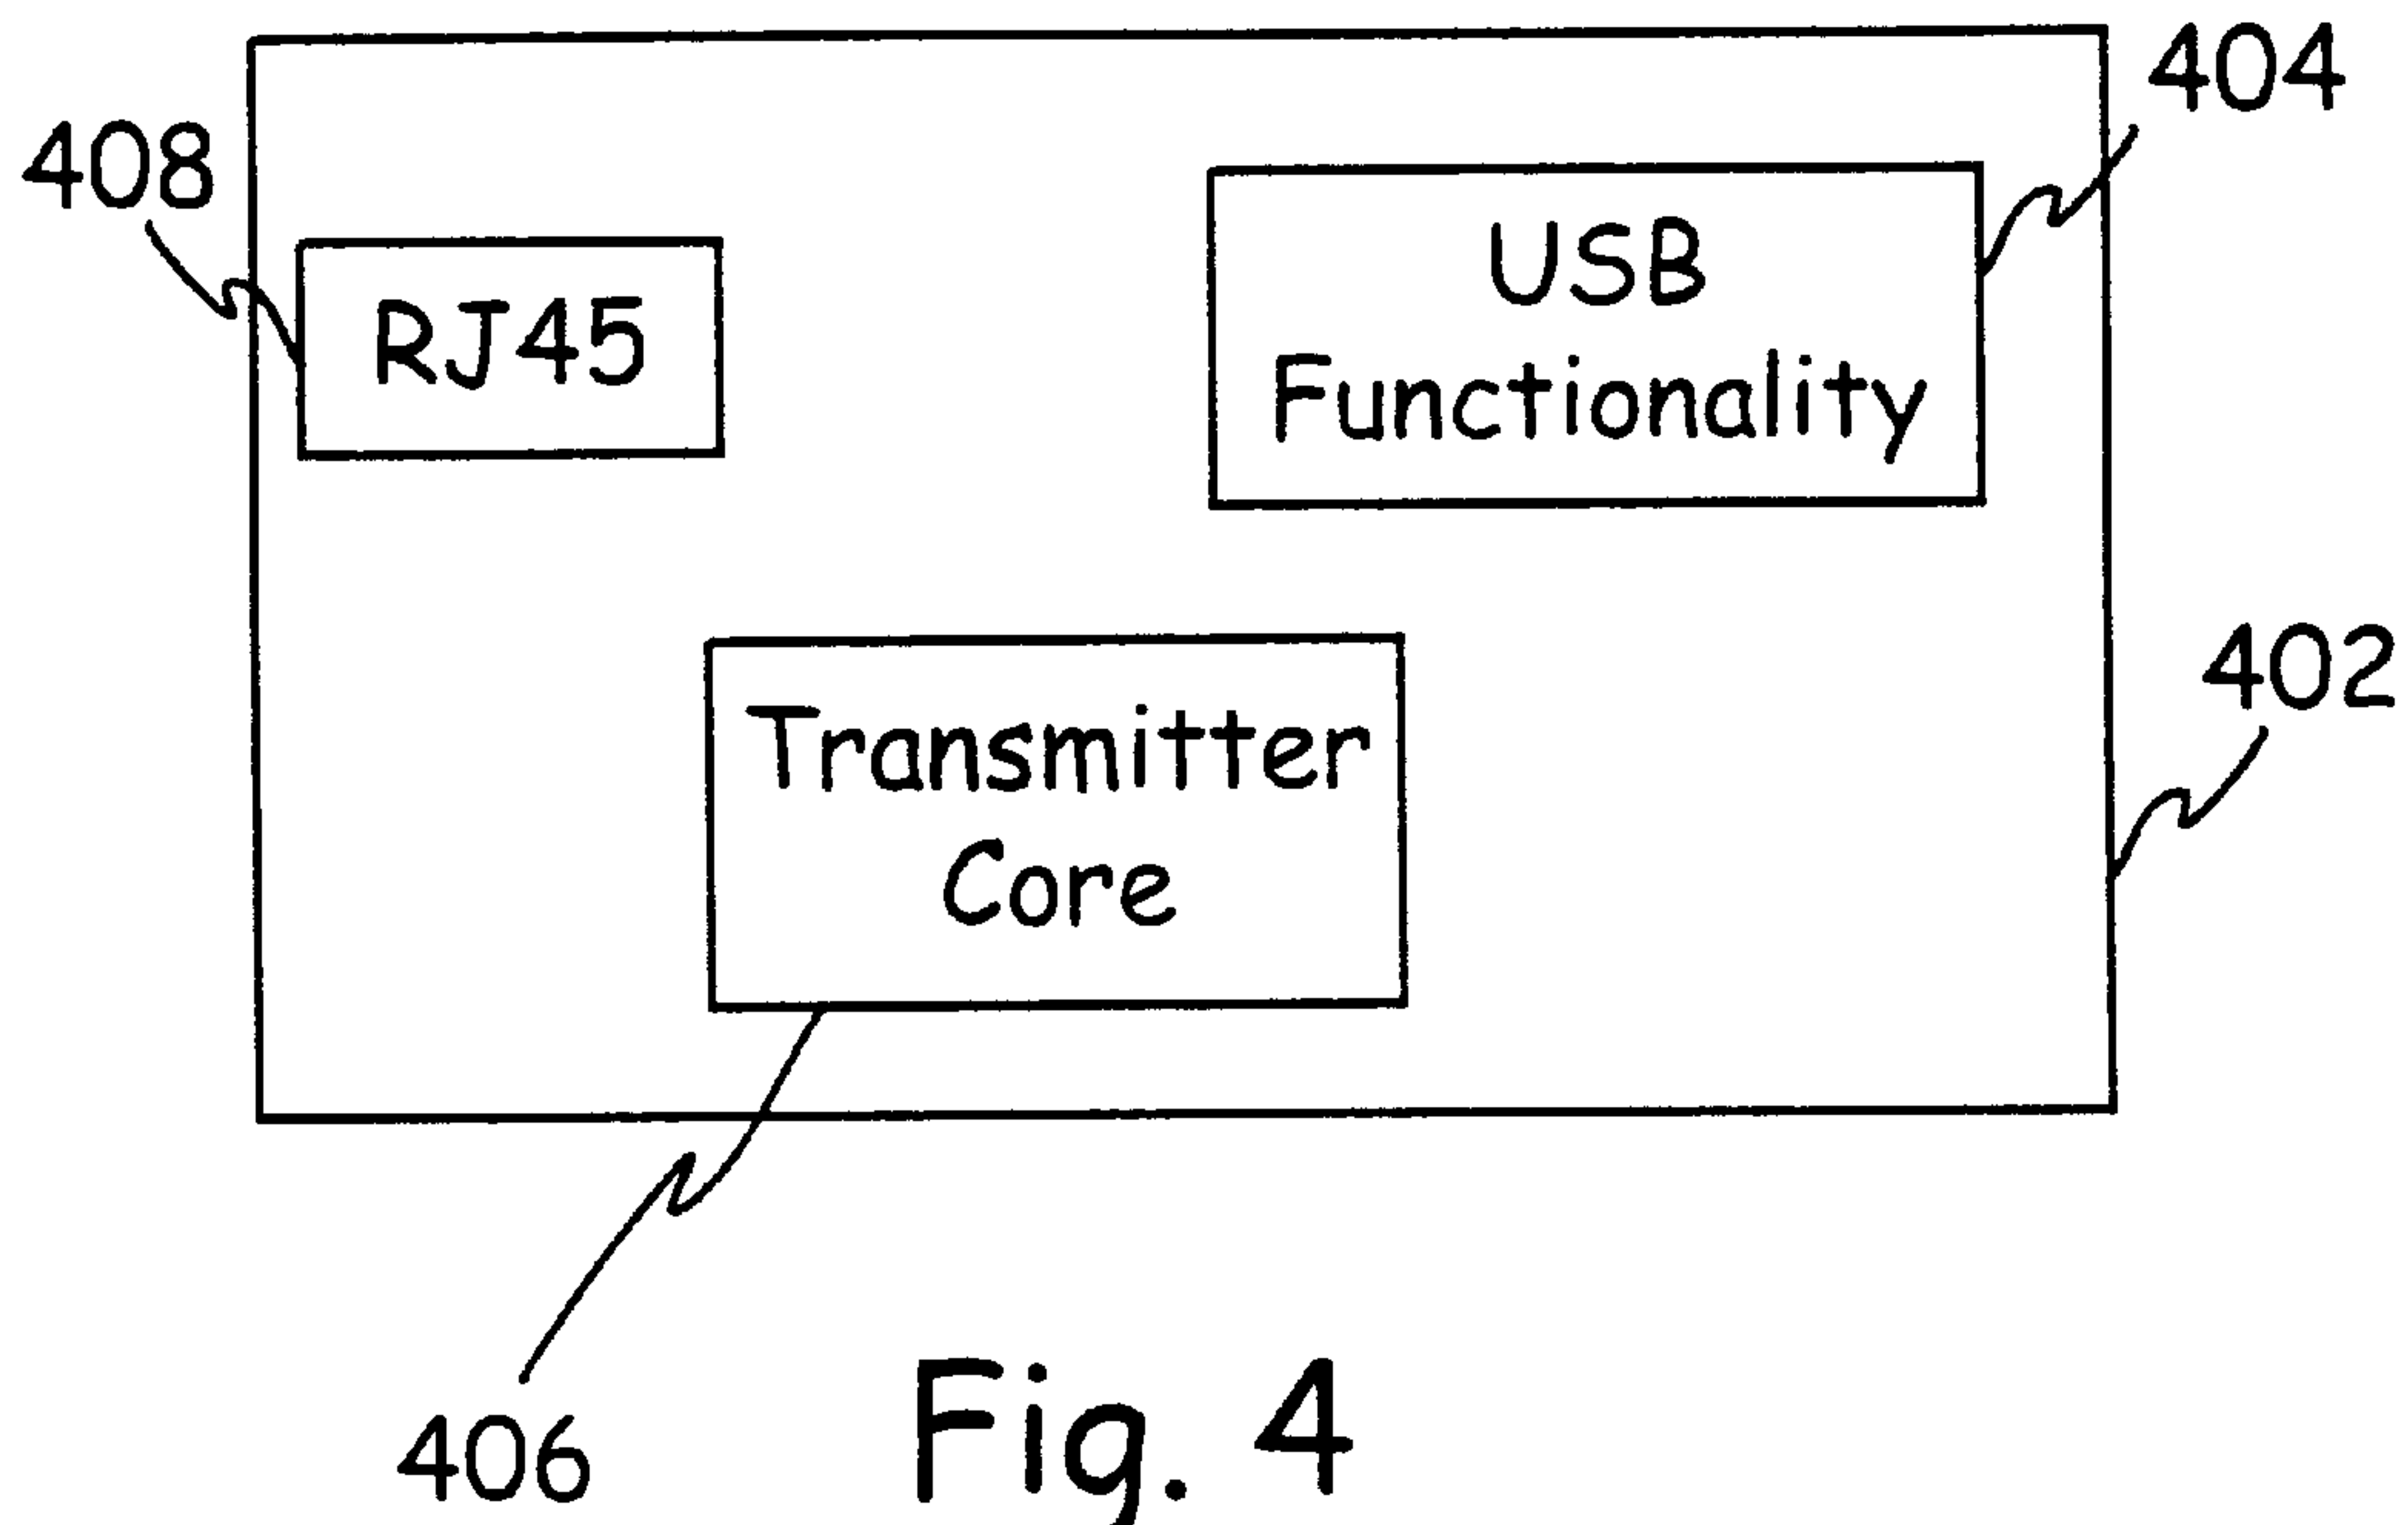 404
408
USB
Functionality
RJ45
402
Transmitter
Core
406
Fig. 4